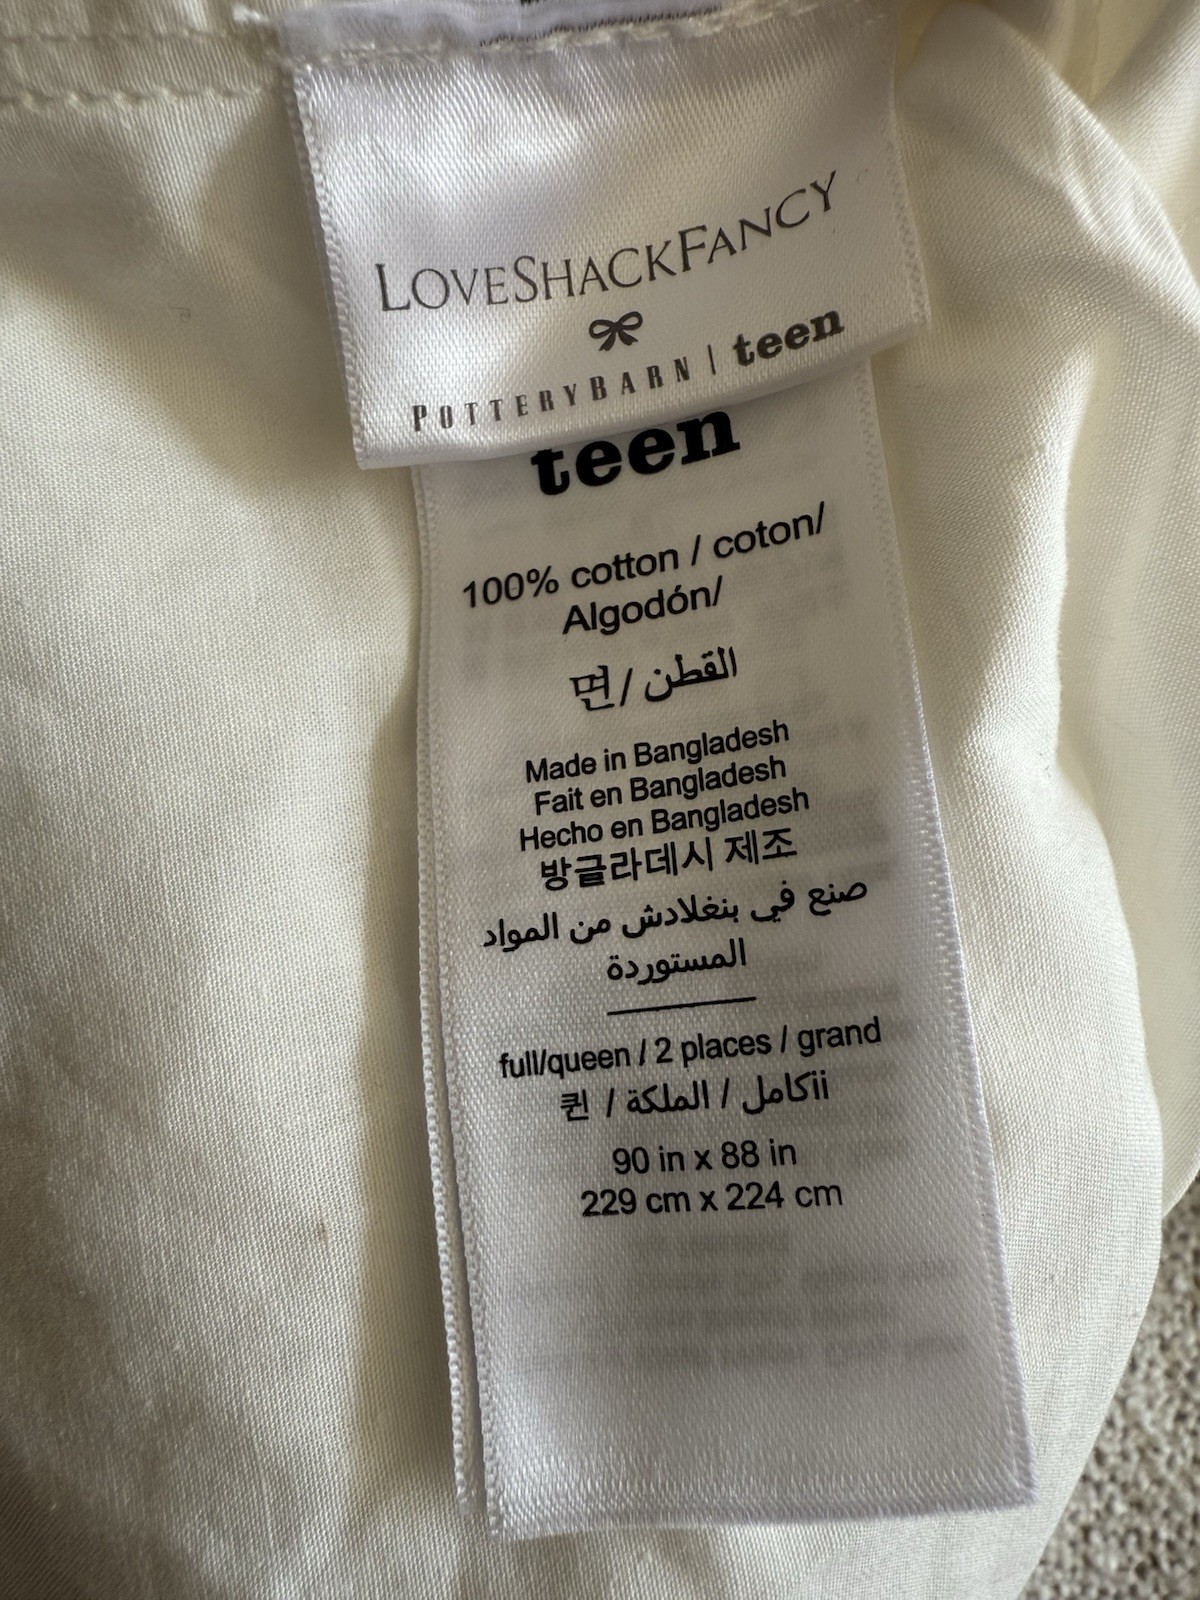 LOVESHACKFANCY
POTTERYBARN | teen
teen
100% cotton / coton/
Algodón/
면/ القطن
Made in Bangladesh
Fait en Bangladesh
Hecho en Bangladesh
방글라데시 제조
صنع في بنغلادش من المواد
المستوردة
full/queen / 2 places / grand
퀸 / الملكة / كاملii
90 in x 88 in
229 cm x 224 cm